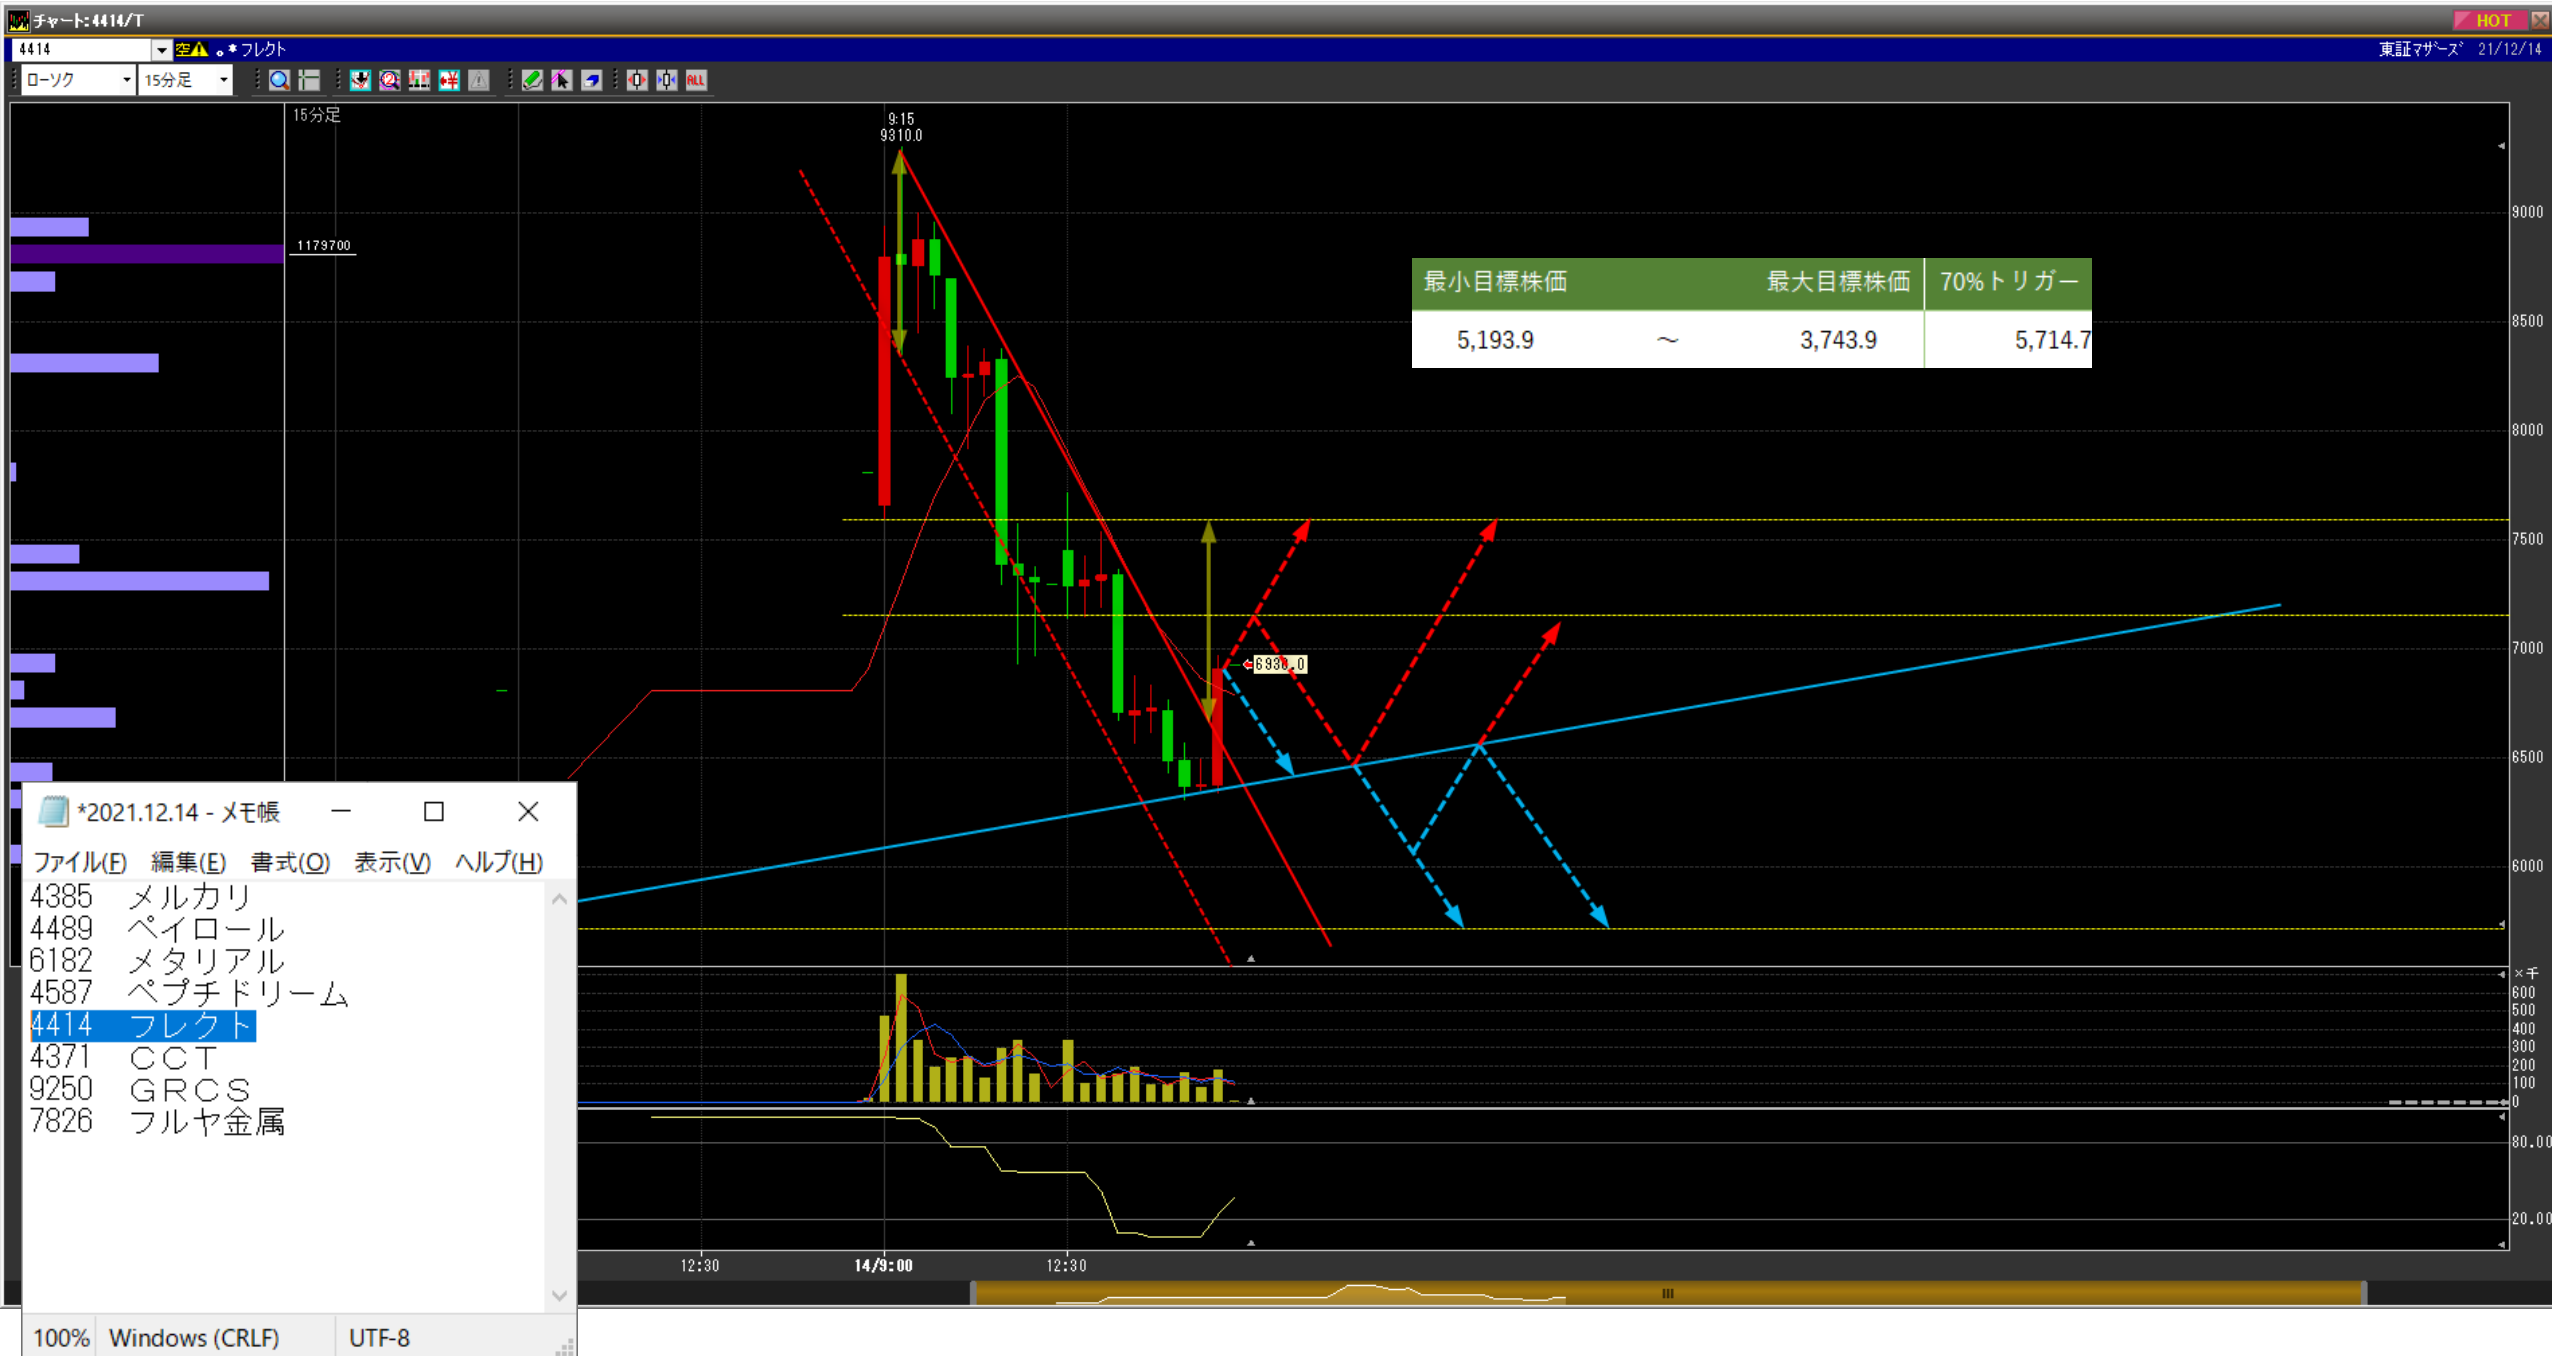 チャート:4414/T
HOT
4414
空 。* フレクト
東証マザーズ 21/12/14
ローソク
15分足
ALL
15分足
9:15
9310.0
1179700
9000
8500
8000
7500
7000
6500
6000
最小目標株価 最大目標株価 70%トリガー
5,193.9 ～ 3,743.9 5,714.7
6930.0
*2021.12.14 - メモ帳
ファイル(F) 編集(E) 書式(O) 表示(V) ヘルプ(H)
4385 メルカリ
4489 ペイロール
6182 メタリアル
4587 ペプチドリーム
4414 フレクト
4371 ＣＣＴ
9250 ＧＲＣＳ
7826 フルヤ金属
100% Windows (CRLF) UTF-8
×千
600
500
400
300
200
100
0
80.00
20.00
12:30 14/9:00 12:30